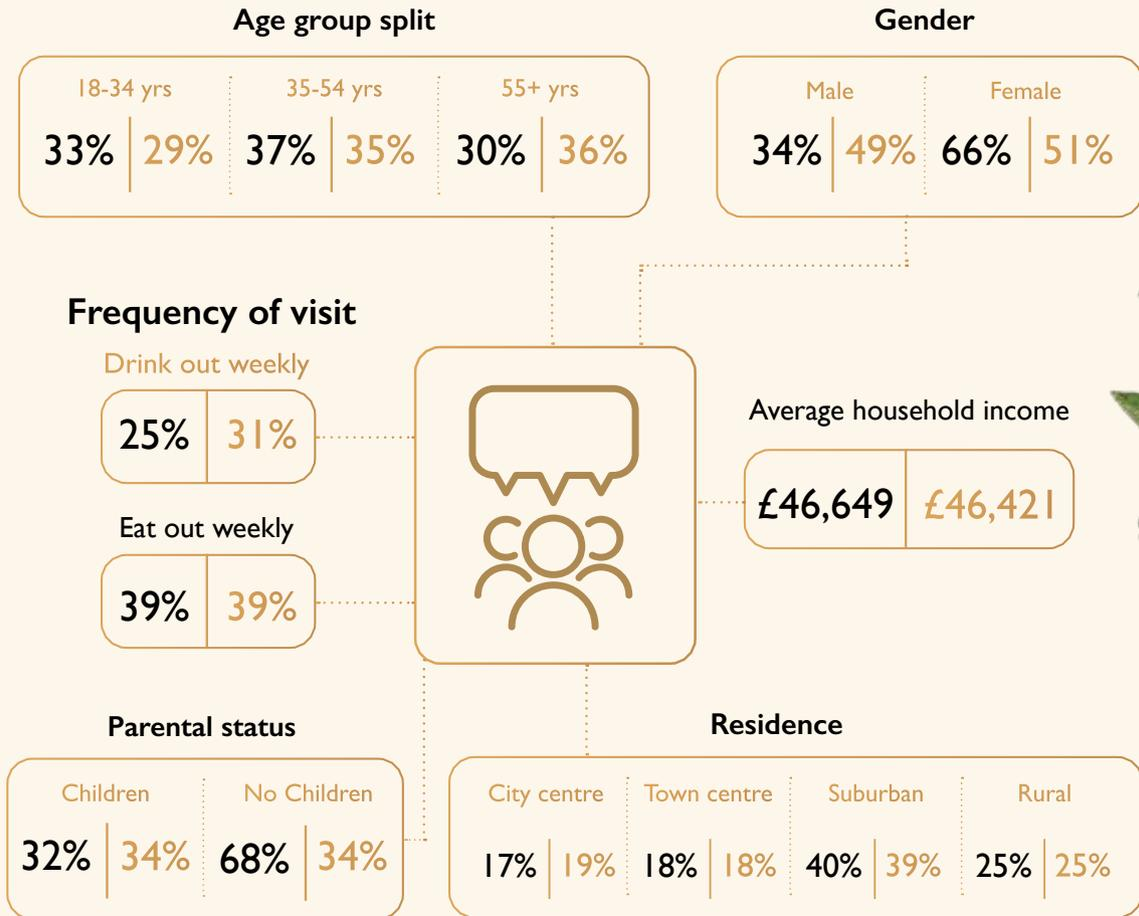 Age group split
18-34 yrs 35-54 yrs 55+ yrs
33% 29% 37% 35% 30% 36%
Gender
Male Female
34% 49% 66% 51%
Frequency of visit
Drink out weekly
25% 31%
Eat out weekly
39% 39%
Average household income
£46,649 £46,421
Parental status
Children No Children
32% 34% 68% 34%
Residence
City centre Town centre Suburban Rural
17% 19% 18% 18% 40% 39% 25% 25%